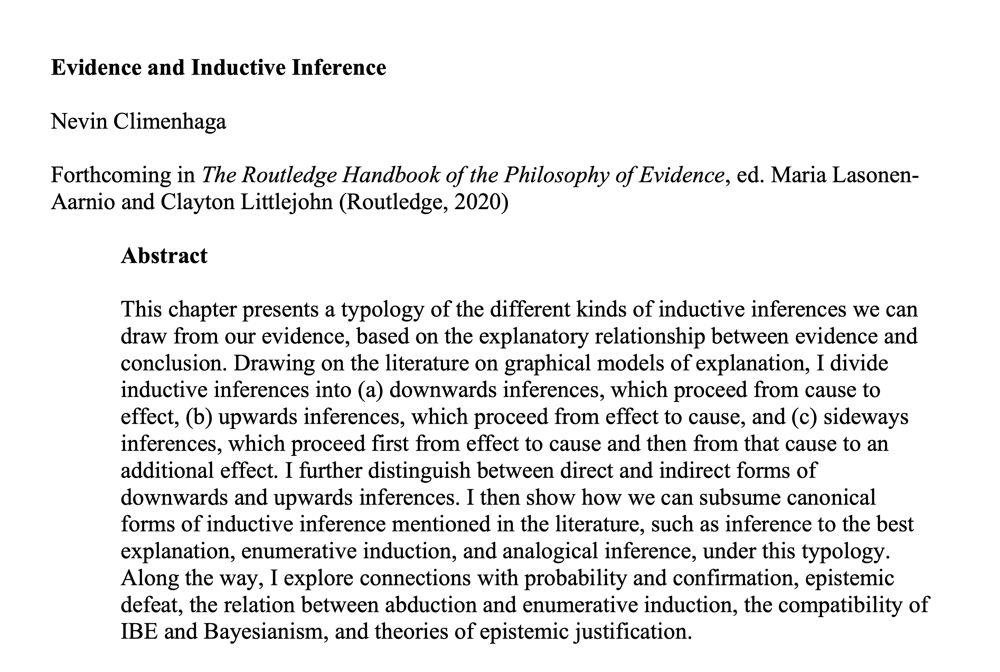 Evidence and Inductive Inference
Nevin Climenhaga
Forthcoming in The Routledge Handbook of the Philosophy of Evidence, ed. Maria Lasonen-
Aarnio and Clayton Littlejohn (Routledge, 2020)
Abstract
This chapter presents a typology of the different kinds of inductive inferences we can
draw from our evidence, based on the explanatory relationship between evidence and
conclusion. Drawing on the literature on graphical models of explanation, I divide
inductive inferences into (a) downwards inferences, which proceed from cause to
effect, (b) upwards inferences, which proceed from effect to cause, and (c) sideways
inferences, which proceed first from effect to cause and then from that cause to an
additional effect. I further distinguish between direct and indirect forms of
downwards and upwards inferences. I then show how we can subsume canonical
forms of inductive inference mentioned in the literature, such as inference to the best
explanation, enumerative induction, and analogical inference, under this typology.
Along the way, I explore connections with probability and confirmation, epistemic
defeat, the relation between abduction and enumerative induction, the compatibility of
IBE and Bayesianism, and theories of epistemic justification.